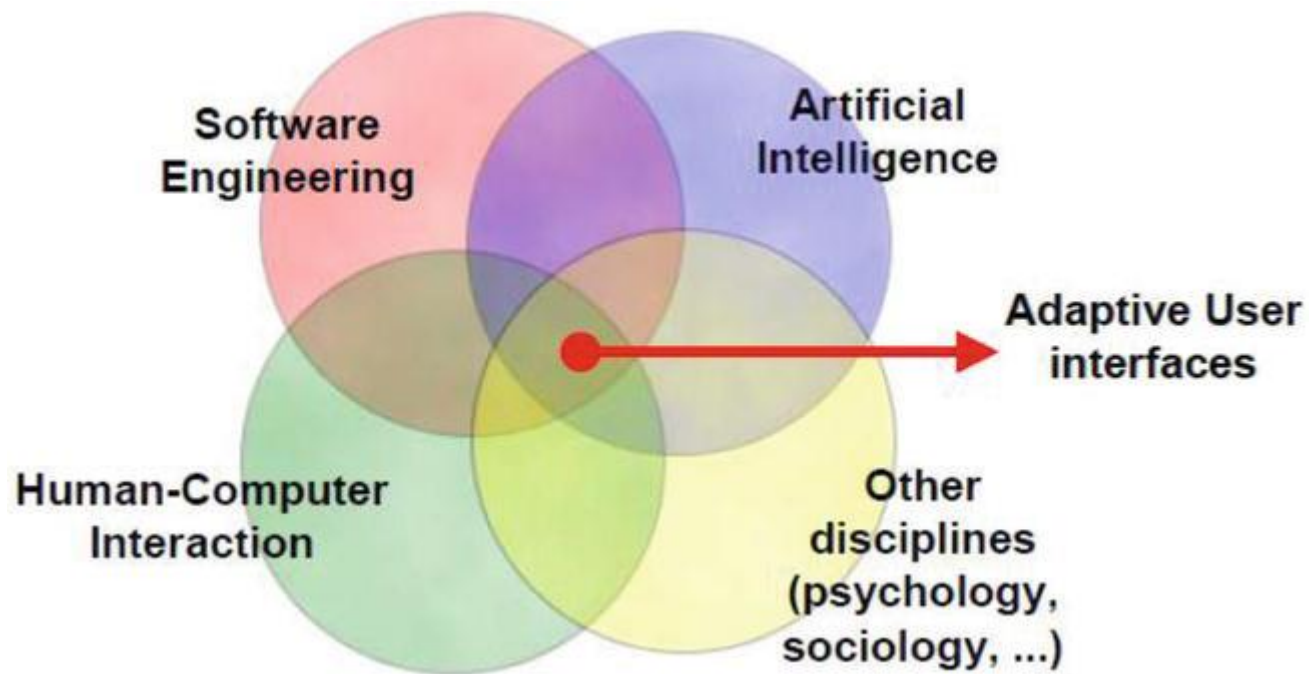 Software
Engineering
Artificial
Intelligence
Adaptive User
interfaces
Human-Computer
Interaction
Other
disciplines
(psychology,
sociology, ...)